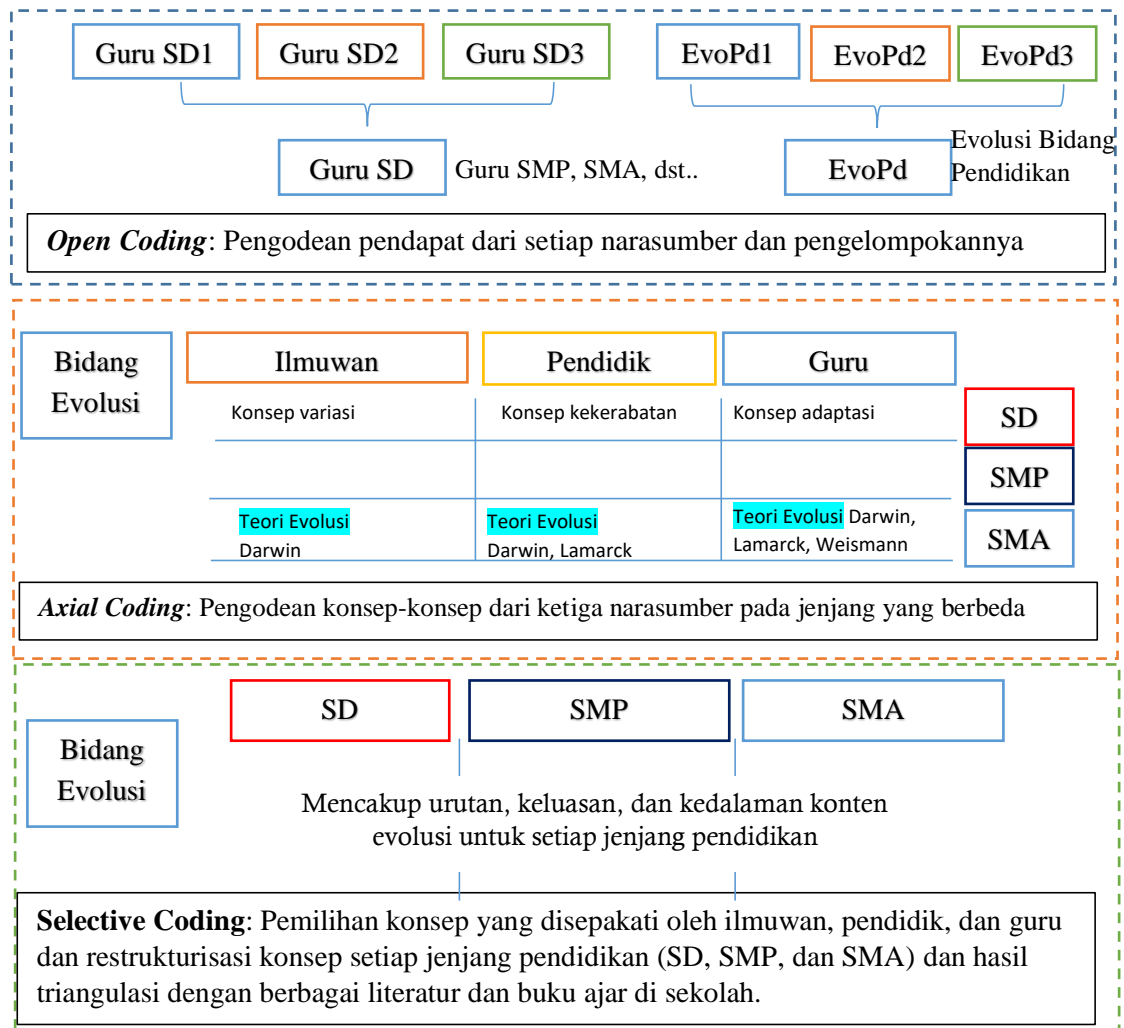 Guru SD1 Guru SD2 Guru SD3 EvoPd1 EvoPd2 EvoPd3
Guru SD Guru SMP, SMA, dst.. EvoPd Evolusi Bidang
Pendidikan
Open Coding: Pengodean pendapat dari setiap narasumber dan pengelompokannya
Bidang
Evolusi
Ilmuwan Pendidik Guru
Konsep variasi Konsep kekerabatan Konsep adaptasi SD
SMP
Teori Evolusi
Darwin
Teori Evolusi
Darwin, Lamarck
Teori Evolusi Darwin,
Lamarck, Weismann
SMA
Axial Coding: Pengodean konsep-konsep dari ketiga narasumber pada jenjang yang berbeda
SD SMP SMA
Bidang
Evolusi
Mencakup urutan, keluasan, dan kedalaman konten
evolusi untuk setiap jenjang pendidikan
Selective Coding: Pemilihan konsep yang disepakati oleh ilmuwan, pendidik, dan guru
dan restrukturisasi konsep setiap jenjang pendidikan (SD, SMP, dan SMA) dan hasil
triangulasi dengan berbagai literatur dan buku ajar di sekolah.